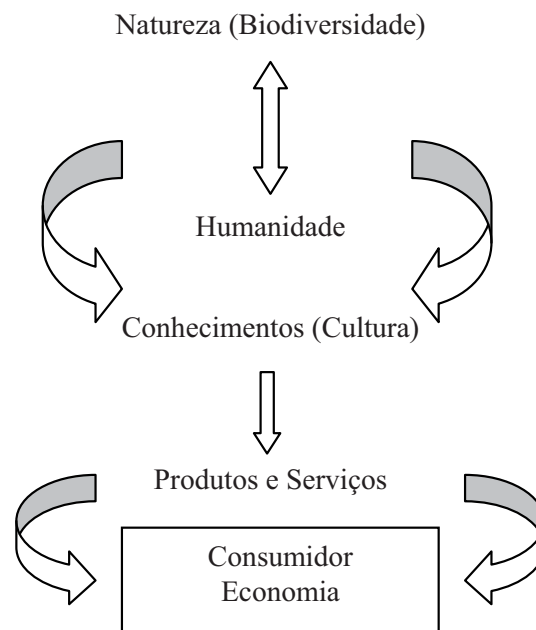 Natureza (Biodiversidade)
Humanidade
Conhecimentos (Cultura)
Produtos e Serviços
Consumidor
Economia